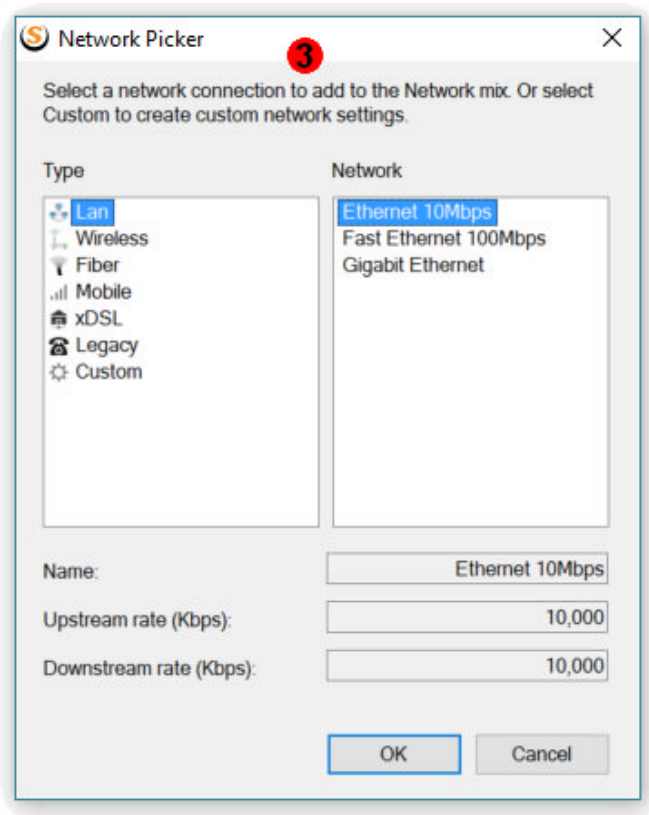 S Network Picker
3
Select a network connection to add to the Network mix. Or select
Custom to create custom network settings.
Type
Network
Lan
Wireless
Fiber
Mobile
xDSL
Legacy
Custom
Ethernet 10Mbps
Fast Ethernet 100Mbps
Gigabit Ethernet
Name: Ethernet 10Mbps
Upstream rate (Kbps): 10,000
Downstream rate (Kbps): 10,000
OK Cancel